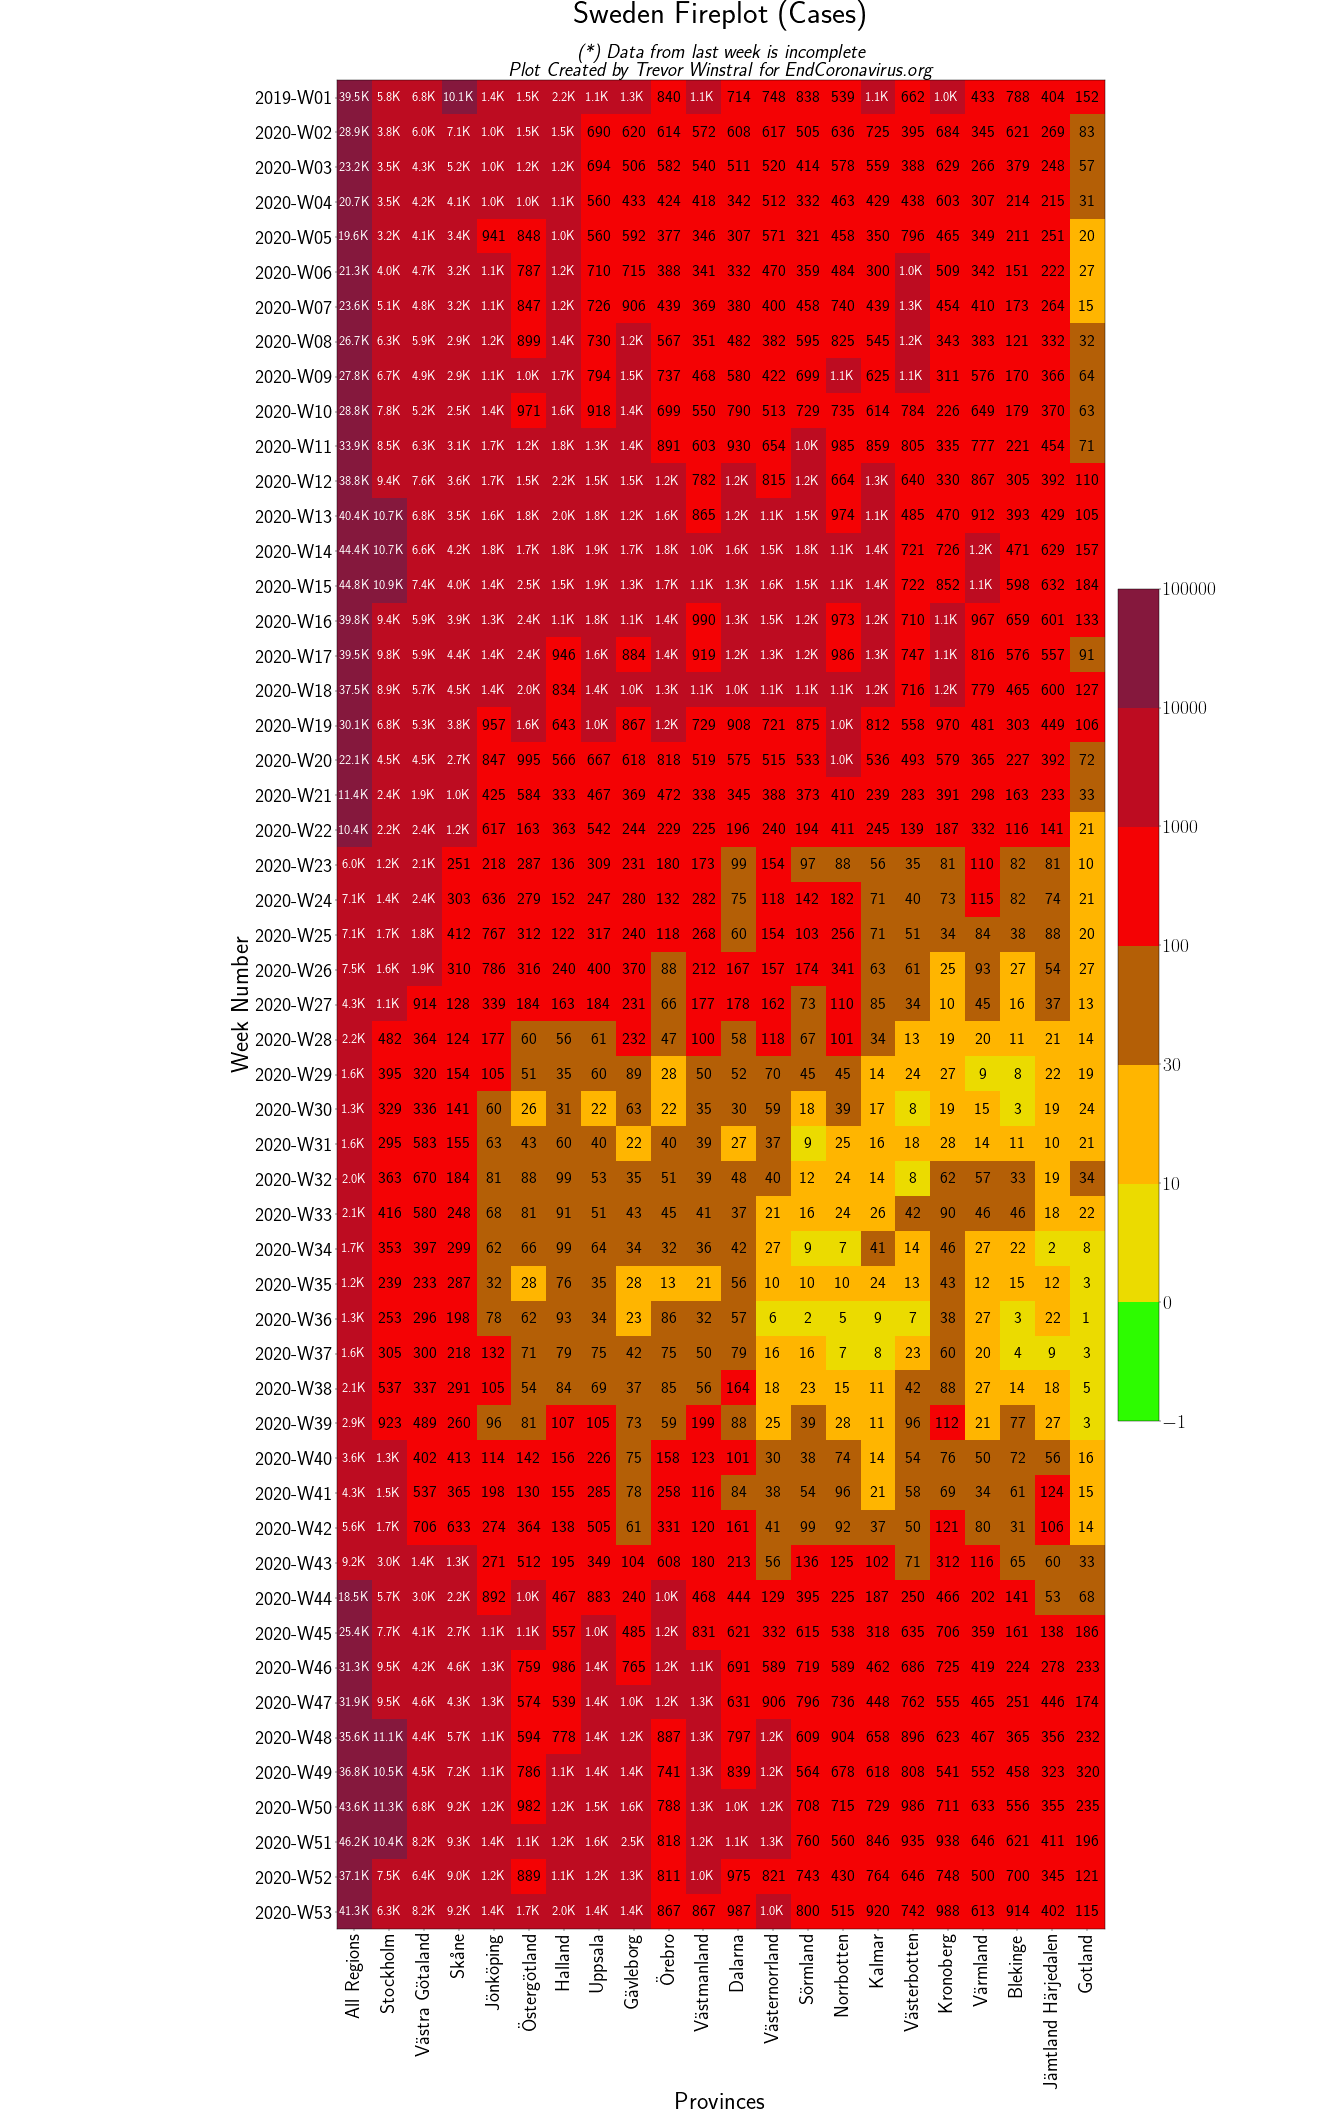 Sweden Fireplot (Cases)
(*) Data from last week is incomplete
Plot Created by Trevor Winstral for EndCoronavirus.org
2019-W01 39.5K 5.8K 6.8K 10.1K 1.4K 1.5K 2.2K 1.1K 1.3K 840 1.1K 714 748 838 539 1.1K 662 1.0K 433 788 404 152
2020-W02 28.9K 3.8K 6.0K 7.1K 1.0K 1.5K 1.5K 690 620 614 572 608 617 505 636 725 395 684 345 621 269 83
2020-W03 23.2K 3.5K 4.3K 5.2K 1.0K 1.2K 1.2K 694 506 582 540 511 520 414 578 559 388 629 266 379 248 57
2020-W04 20.7K 3.5K 4.2K 4.1K 1.0K 1.0K 1.1K 560 433 424 418 342 512 332 463 429 438 603 307 214 215 31
2020-W05 19.6K 3.2K 4.1K 3.4K 941 848 1.0K 560 592 377 346 307 571 321 458 350 796 465 349 211 251 20
2020-W06 21.3K 4.0K 4.7K 3.2K 1.1K 787 1.2K 710 715 388 341 332 470 359 484 300 1.0K 509 342 151 222 27
2020-W07 23.6K 5.1K 4.8K 3.2K 1.1K 847 1.2K 726 906 439 369 380 400 458 740 439 1.3K 454 410 173 264 15
2020-W08 26.7K 6.3K 5.9K 2.9K 1.2K 899 1.4K 730 1.2K 567 351 482 382 595 825 545 1.2K 343 383 121 332 32
2020-W09 27.8K 6.7K 4.9K 2.9K 1.1K 1.0K 1.7K 794 1.5K 737 468 580 422 699 1.1K 625 1.1K 311 576 170 366 64
2020-W10 28.8K 7.8K 5.2K 2.5K 1.4K 971 1.6K 918 1.4K 699 550 790 513 729 735 614 784 226 649 179 370 63
2020-W11 33.9K 8.5K 6.3K 3.1K 1.7K 1.2K 1.8K 1.3K 1.4K 891 603 930 654 1.0K 985 859 805 335 777 221 454 71
2020-W12 38.8K 9.4K 7.6K 3.6K 1.7K 1.5K 2.2K 1.5K 1.5K 1.2K 782 1.2K 815 1.2K 664 1.3K 640 330 867 305 392 110
2020-W13 40.4K 10.7K 6.8K 3.5K 1.6K 1.8K 2.0K 1.8K 1.2K 1.6K 865 1.2K 1.1K 1.5K 974 1.1K 485 470 912 393 429 105
2020-W14 44.4K 10.7K 6.6K 4.2K 1.8K 1.7K 1.8K 1.9K 1.7K 1.8K 1.0K 1.6K 1.5K 1.8K 1.1K 1.4K 721 726 1.2K 471 629 157
2020-W15 44.8K 10.9K 7.4K 4.0K 1.4K 2.5K 1.5K 1.9K 1.3K 1.7K 1.1K 1.3K 1.6K 1.5K 1.1K 1.4K 722 852 1.1K 598 632 184
2020-W16 39.8K 9.4K 5.9K 3.9K 1.3K 2.4K 1.1K 1.8K 1.1K 1.4K 990 1.3K 1.5K 1.2K 973 1.2K 710 1.1K 967 659 601 133
2020-W17 39.5K 9.8K 5.9K 4.4K 1.4K 2.4K 946 1.6K 884 1.4K 919 1.2K 1.3K 1.2K 986 1.3K 747 1.1K 816 576 557 91
2020-W18 37.5K 8.9K 5.7K 4.5K 1.4K 2.0K 834 1.4K 1.0K 1.3K 1.1K 1.0K 1.1K 1.1K 1.1K 1.2K 716 1.2K 779 465 600 127
2020-W19 30.1K 6.8K 5.3K 3.8K 957 1.6K 643 1.0K 867 1.2K 729 908 721 875 1.0K 812 558 970 481 303 449 106
2020-W20 22.1K 4.5K 4.5K 2.7K 847 995 566 667 618 818 519 575 515 533 1.0K 536 493 579 365 227 392 72
2020-W21 11.4K 2.4K 1.9K 1.0K 425 584 333 467 369 472 338 345 388 373 410 239 283 391 298 163 233 33
2020-W22 10.4K 2.2K 2.4K 1.2K 617 163 363 542 244 229 225 196 240 194 411 245 139 187 332 116 141 21
2020-W23 6.0K 1.2K 2.1K 251 218 287 136 309 231 180 173 99 154 97 88 56 35 81 110 82 81 10
2020-W24 7.1K 1.4K 2.4K 303 636 279 152 247 280 132 282 75 118 142 182 71 40 73 115 82 74 21
2020-W25 7.1K 1.7K 1.8K 412 767 312 122 317 240 118 268 60 154 103 256 71 51 34 84 38 88 20
2020-W26 7.5K 1.6K 1.9K 310 786 316 240 400 370 88 212 167 157 174 341 63 61 25 93 27 54 27
2020-W27 4.3K 1.1K 914 128 339 184 163 184 231 66 177 178 162 73 110 85 34 10 45 16 37 13
2020-W28 2.2K 482 364 124 177 60 56 61 232 47 100 58 118 67 101 34 13 19 20 11 21 14
2020-W29 1.6K 395 320 154 105 51 35 60 89 28 50 52 70 45 45 14 24 27 9 8 22 19
2020-W30 1.3K 329 336 141 60 26 31 22 63 22 35 30 59 18 39 17 8 19 15 3 19 24
2020-W31 1.6K 295 583 155 63 43 60 40 22 40 39 27 37 9 25 16 18 28 14 11 10 21
2020-W32 2.0K 363 670 184 81 88 99 53 35 51 39 48 40 12 24 14 8 62 57 33 19 34
2020-W33 2.1K 416 580 248 68 81 91 51 43 45 41 37 21 16 24 26 42 90 46 46 18 22
2020-W34 1.7K 353 397 299 62 66 99 64 34 32 36 42 27 9 7 41 14 46 27 22 2 8
2020-W35 1.2K 239 233 287 32 28 76 35 28 13 21 56 10 10 10 24 13 43 12 15 12 3
2020-W36 1.3K 253 296 198 78 62 93 34 23 86 32 57 6 2 5 9 7 38 27 3 22 1
2020-W37 1.6K 305 300 218 132 71 79 75 42 75 50 79 16 16 7 8 23 60 20 4 9 3
2020-W38 2.1K 537 337 291 105 54 84 69 37 85 56 164 18 23 15 11 42 88 27 14 18 5
2020-W39 2.9K 923 489 260 96 81 107 105 73 59 199 88 25 39 28 11 96 112 21 77 27 3
2020-W40 3.6K 1.3K 402 413 114 142 156 226 75 158 123 101 30 38 74 14 54 76 50 72 56 16
2020-W41 4.3K 1.5K 537 365 198 130 155 285 78 258 116 84 38 54 96 21 58 69 34 61 124 15
2020-W42 5.6K 1.7K 706 633 274 364 138 505 61 331 120 161 41 99 92 37 50 121 80 31 106 14
2020-W43 9.2K 3.0K 1.4K 1.3K 271 512 195 349 104 608 180 213 56 136 125 102 71 312 116 65 60 33
2020-W44 18.5K 5.7K 3.0K 2.2K 892 1.0K 467 883 240 1.0K 468 444 129 395 225 187 250 466 202 141 53 68
2020-W45 25.4K 7.7K 4.1K 2.7K 1.1K 1.1K 557 1.0K 485 1.2K 831 621 332 615 538 318 635 706 359 161 138 186
2020-W46 31.3K 9.5K 4.2K 4.6K 1.3K 759 986 1.4K 765 1.2K 1.1K 691 589 719 589 462 686 725 419 224 278 233
2020-W47 31.9K 9.5K 4.6K 4.3K 1.3K 574 539 1.4K 1.0K 1.2K 1.3K 631 906 796 736 448 762 555 465 251 446 174
2020-W48 35.6K 11.1K 4.4K 5.7K 1.1K 594 778 1.4K 1.2K 887 1.3K 797 1.2K 609 904 658 896 623 467 365 356 232
2020-W49 36.8K 10.5K 4.5K 7.2K 1.1K 786 1.1K 1.4K 1.4K 741 1.3K 839 1.2K 564 678 618 808 541 552 458 323 320
2020-W50 43.6K 11.3K 6.8K 9.2K 1.2K 982 1.2K 1.5K 1.6K 788 1.3K 1.0K 1.2K 708 715 729 986 711 633 556 355 235
2020-W51 46.2K 10.4K 8.2K 9.3K 1.4K 1.1K 1.2K 1.6K 2.5K 818 1.2K 1.1K 1.3K 760 560 846 935 938 646 621 411 196
2020-W52 37.1K 7.5K 6.4K 9.0K 1.2K 889 1.1K 1.2K 1.3K 811 1.0K 975 821 743 430 764 646 748 500 700 345 121
2020-W53 41.3K 6.3K 8.2K 9.2K 1.4K 1.7K 2.0K 1.4K 1.4K 867 867 987 1.0K 800 515 920 742 988 613 914 402 115
Week Number
All Regions
Stockholm
Västra Götaland
Skåne
Jönköping
Östergötland
Halland
Uppsala
Gävleborg
Örebro
Västmanland
Dalarna
Västernorrland
Sörmland
Norrbotten
Kalmar
Västerbotten
Kronoberg
Värmland
Blekinge
Jämtland Härjedalen
Gotland
Provinces
100000
10000
1000
100
30
10
0
−1